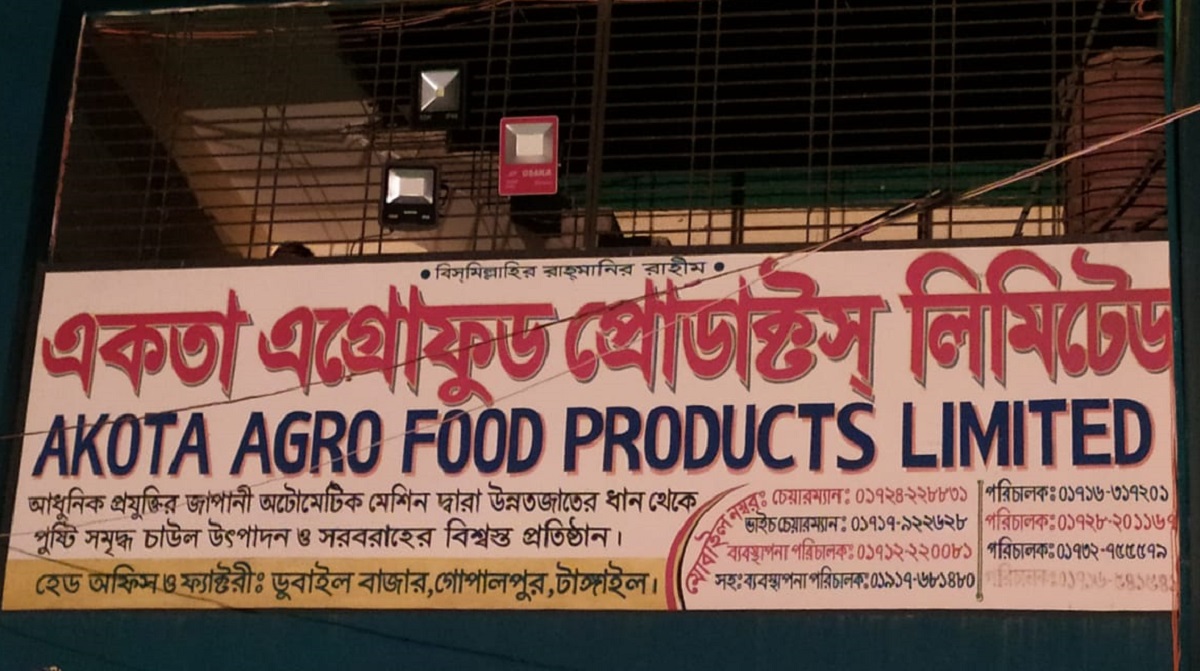 OSAKA
• বিস্‌মিল্লাহির রাহ্‌মানির রাহীম •
একতা এগ্রোফুড প্রোডাক্টস্ লিমিটেড
AKOTA AGRO FOOD PRODUCTS LIMITED
আধুনিক প্রযুক্তির জাপানী অটোমেটিক মেশিন দ্বারা উন্নতজাতের ধান থেকে
পুষ্টি সমৃদ্ধ চাউল উৎপাদন ও সরবরাহের বিশ্বস্ত প্রতিষ্ঠান।
হেড অফিস ও ফ্যাক্টরী: ডুবাইল বাজার, গোপালপুর, টাঙ্গাইল।
মোবাইল নম্বর:
চেয়ারম্যান: ০১৭২৪-২২৮৮৩১
ভাইচ চেয়ারম্যান: ০১৭১৭-৯২২৬২৮
ব্যবস্থাপনা পরিচালক: ০১৭১২-২২০০৮১
সহ: ব্যবস্থাপনা পরিচালক: ০১৯১৭-৬৮১৪৮০
পরিচালক: ০১৭১৬-৩১৭২০১
পরিচালক: ০১৭২৮-২০১১৬৭
পরিচালক: ০১৭৩২-৭৫৫৫৭৯